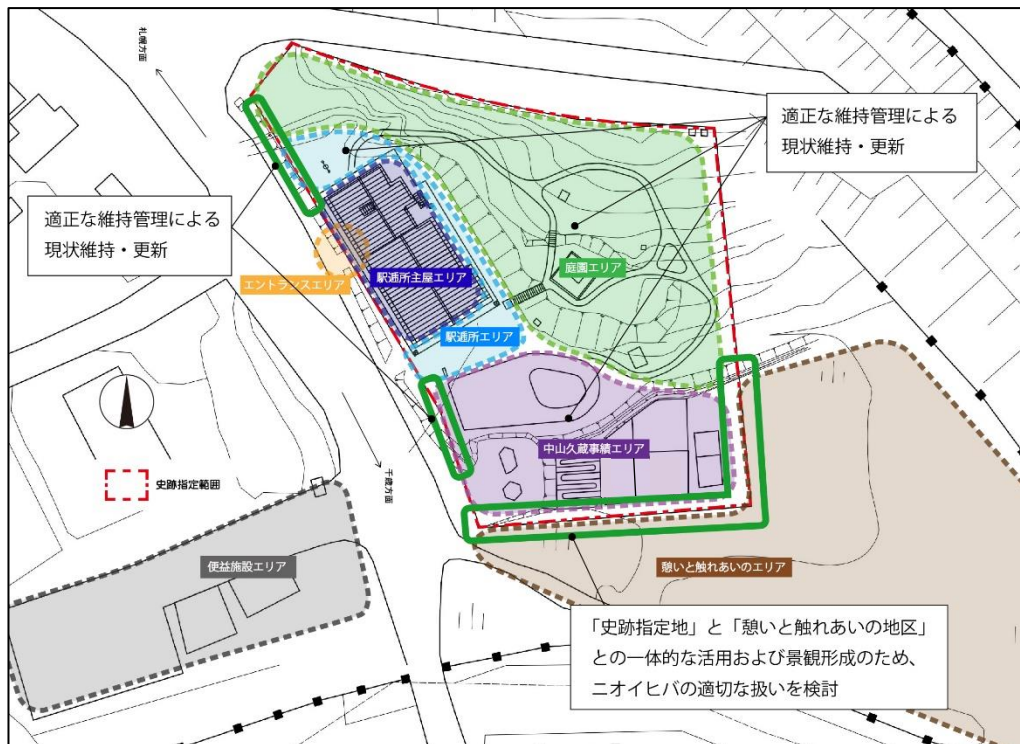 札幌方面
適正な維持管理による
現状維持・更新
適正な維持管理による
現状維持・更新
エントランスエリア
駅逓所主屋エリア
庭園エリア
駅逓所エリア
中山久蔵事績エリア
史跡指定範囲
千歳方面
便益施設エリア
憩いと触れあいのエリア
「史跡指定地」と「憩いと触れあいの地区」
との一体的な活用および景観形成のため、
ニオイヒバの適切な扱いを検討